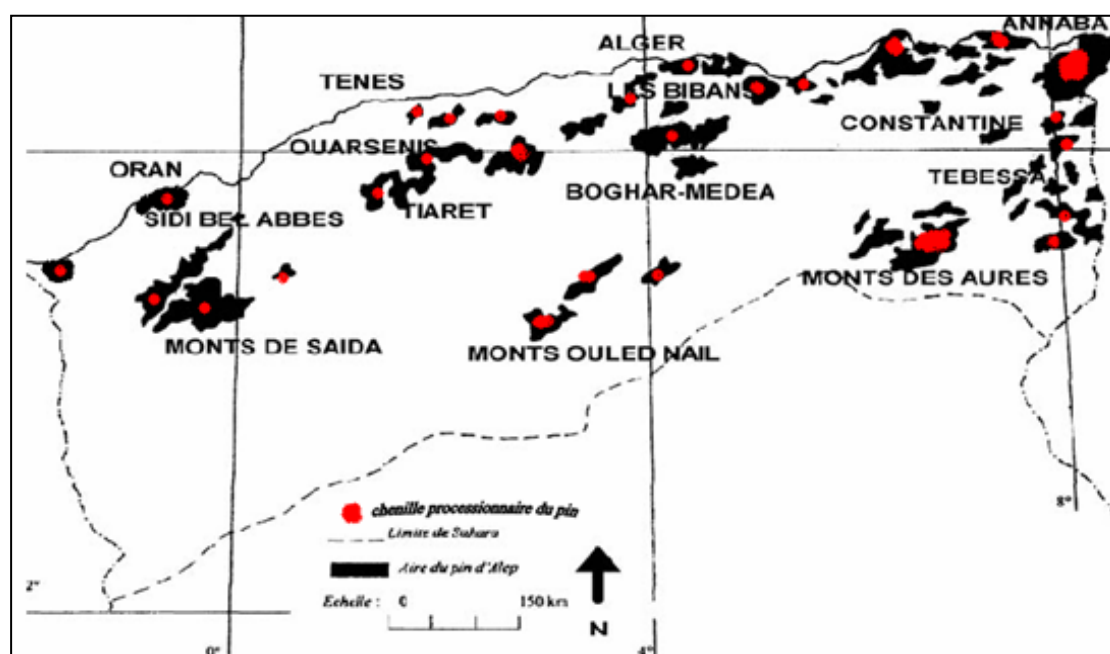 ANNABA
ALGER
TENES
LES BIBANS
CONSTANTINE
OUARSENIS
ORAN
TEBESSA
BOGHAR-MEDEA
TIARET
SIDI BEL ABBES
MONTS DES AURES
MONTS DE SAIDA
MONTS OULED NAIL
8°
chenille processionnaire du pin
Limite de Sahara
Aire du pin d'Alep
2°
Echelle : 0 150 km
N
0°
4°